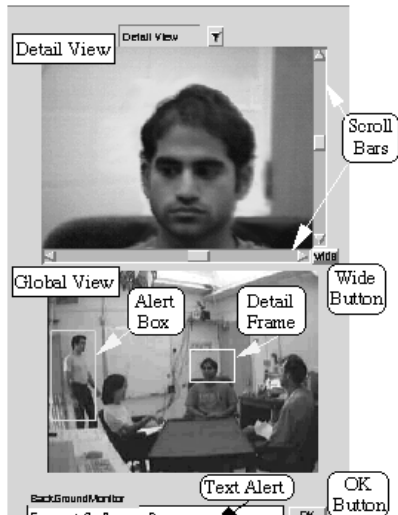 Detail View
Detail View
Scroll
Bars
wide
Global View
Wide
Button
Alert
Box
Detail
Frame
Text Alert
OK
Button
BackGroundMonitor
OK